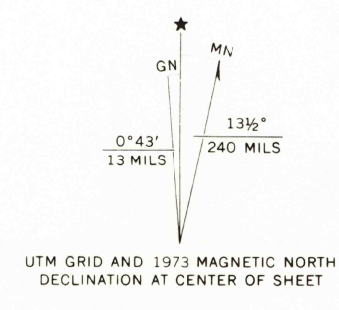 ★
MN
GN
0°43′
13 MILS
13½°
240 MILS
UTM GRID AND 1973 MAGNETIC NORTH
DECLINATION AT CENTER OF SHEET